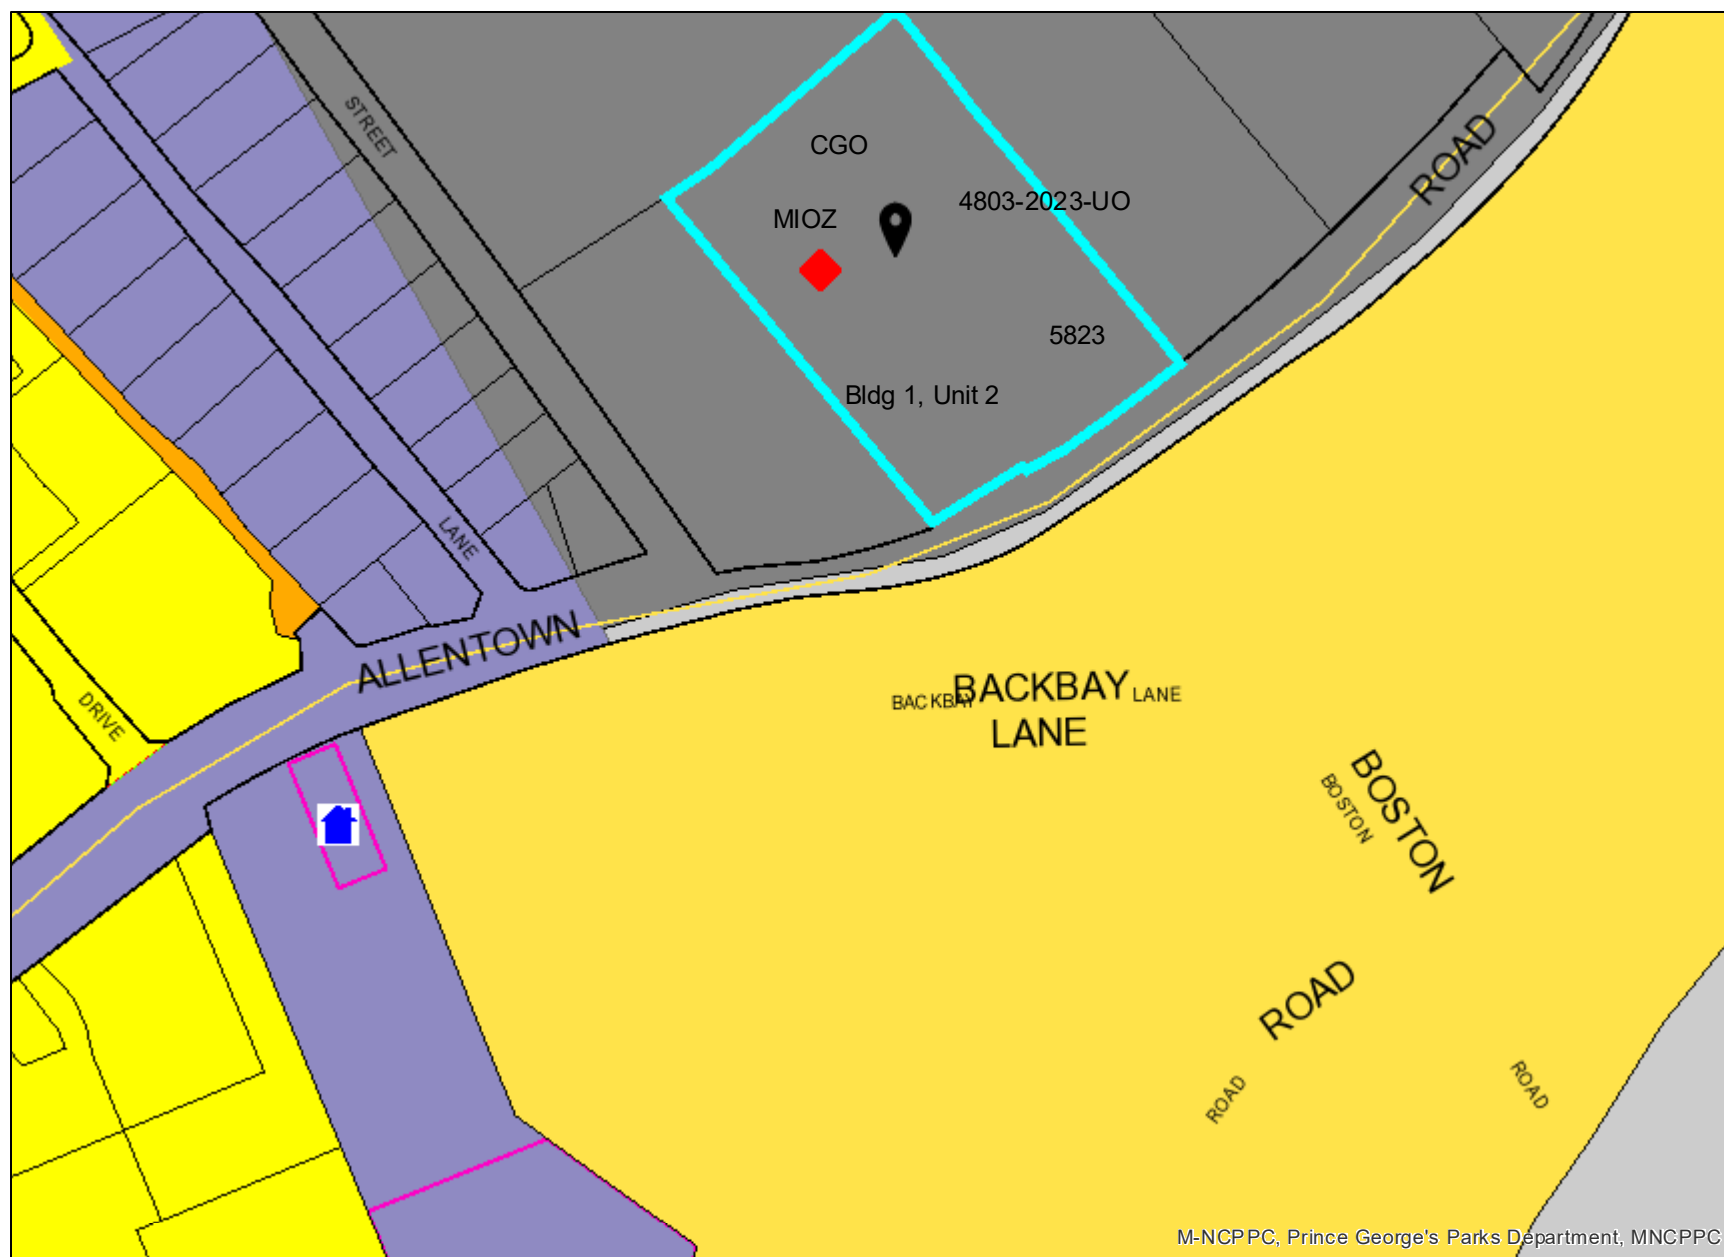 STREET
CGO
ROAD
4803-2023-UO
MIOZ
5823
Bldg 1, Unit 2
LANE
ALLENTOWN
BACKBAY LANE
BACKBAY
LANE
DRIVE
BOSTON
BOSTON
ROAD
ROAD
ROAD
M-NCPPC, Prince George's Parks Department, MNCPPC